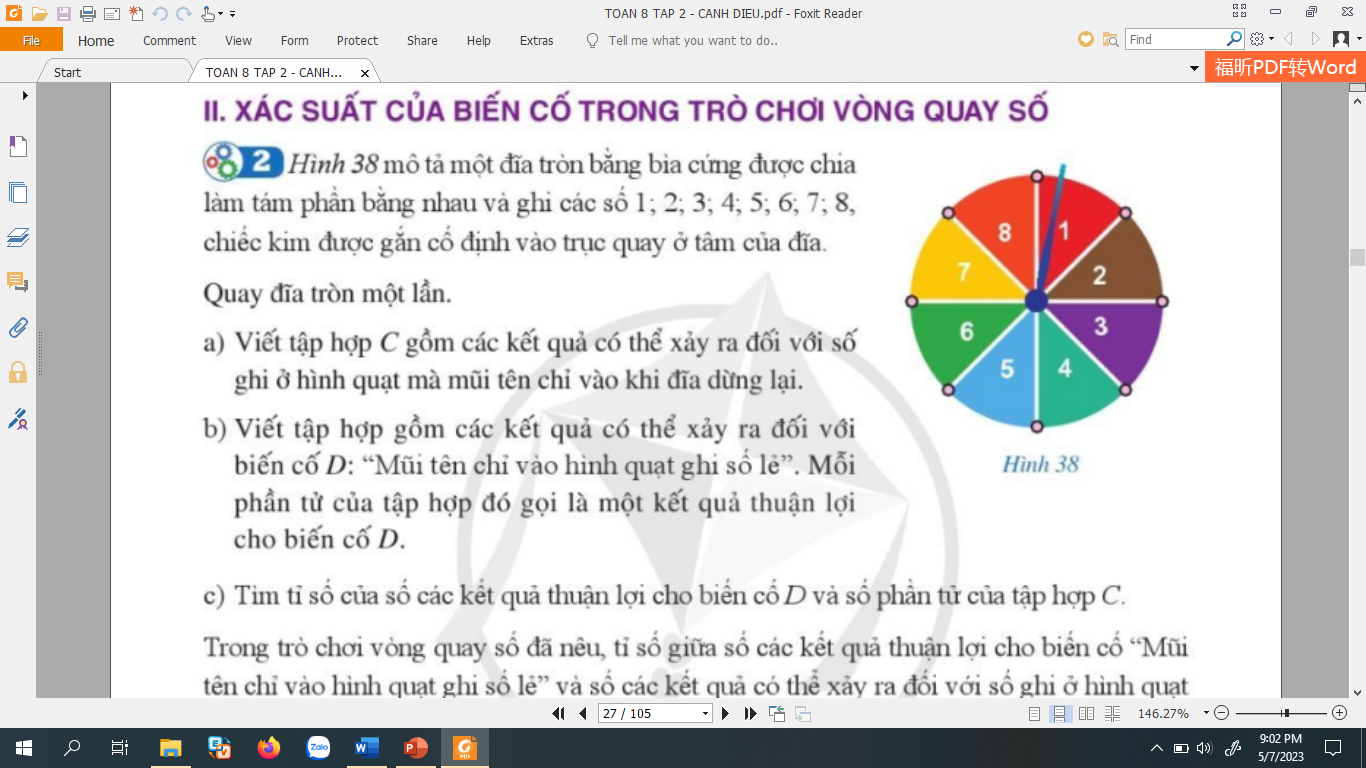 TOAN 8 TAP 2 - CANH DIEU.pdf - Foxit Reader
File Home Comment View Form Protect Share Help Extras Tell me what you want to do.. Find
Start TOAN 8 TAP 2 - CANH... × 福昕PDF转Word
II. XÁC SUẤT CỦA BIẾN CỐ TRONG TRÒ CHƠI VÒNG QUAY SỐ
2 Hình 38 mô tả một đĩa tròn bằng bìa cứng được chia
làm tám phần bằng nhau và ghi các số 1; 2; 3; 4; 5; 6; 7; 8,
chiếc kim được gắn cố định vào trục quay ở tâm của đĩa.
Quay đĩa tròn một lần.
a) Viết tập hợp C gồm các kết quả có thể xảy ra đối với số
ghi ở hình quạt mà mũi tên chỉ vào khi đĩa dừng lại.
b) Viết tập hợp gồm các kết quả có thể xảy ra đối với
biến cố D: “Mũi tên chỉ vào hình quạt ghi số lẻ”. Mỗi
phần tử của tập hợp đó gọi là một kết quả thuận lợi
cho biến cố D.
8 1
7 2
6 3
5 4
Hình 38
c) Tìm tỉ số của số các kết quả thuận lợi cho biến cố D và số phần tử của tập hợp C.
Trong trò chơi vòng quay số đã nêu, tỉ số giữa số các kết quả thuận lợi cho biến cố “Mũi
tên chỉ vào hình quạt ghi số lẻ” và số các kết quả có thể xảy ra đối với số ghi ở hình quạt
27 / 105 146.27%
Zalo 9:02 PM
5/7/2023